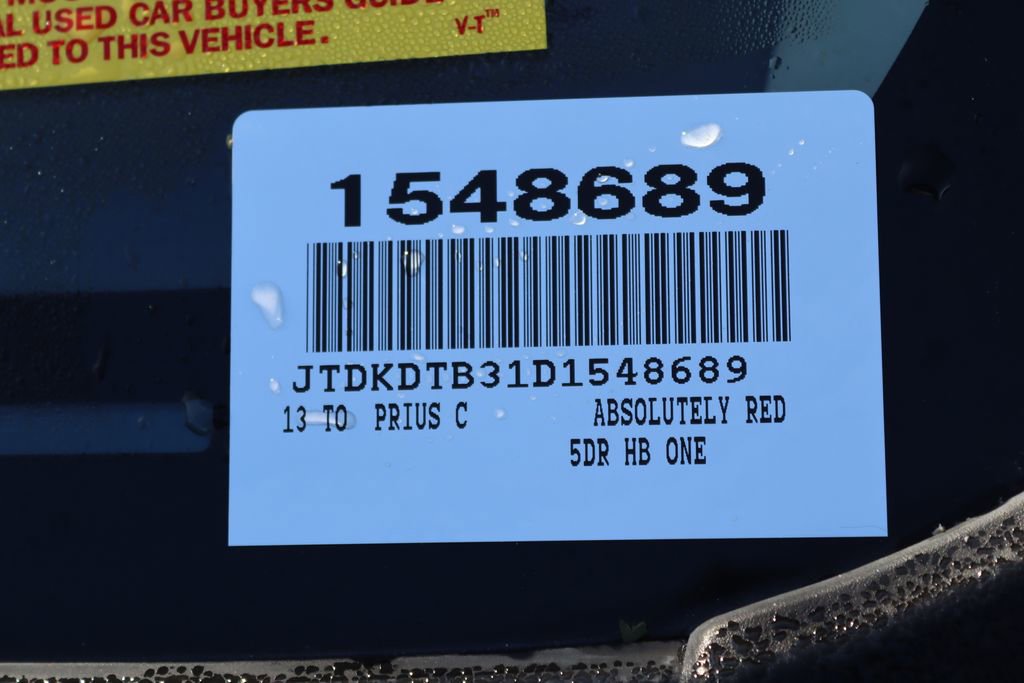 AL USED CAR BUYERS GUIDE
ED TO THIS VEHICLE.
V-T™
1548689
JTDKDTB31D1548689
13 TO PRIUS C ABSOLUTELY RED
5DR HB ONE